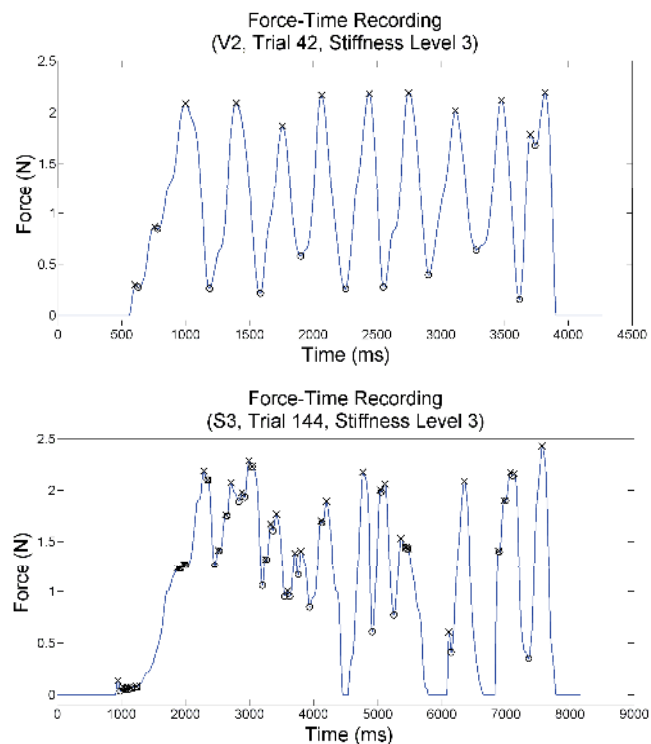 Force-Time Recording
(V2, Trial 42, Stiffness Level 3)
2.5
2
1.5
1
0.5
0
Force (N)
0 500 1000 1500 2000 2500 3000 3500 4000 4500
Time (ms)
Force-Time Recording
(S3, Trial 144, Stiffness Level 3)
2.5
2
1.5
1
0.5
0
Force (N)
0 1000 2000 3000 4000 5000 6000 7000 8000 9000
Time (ms)